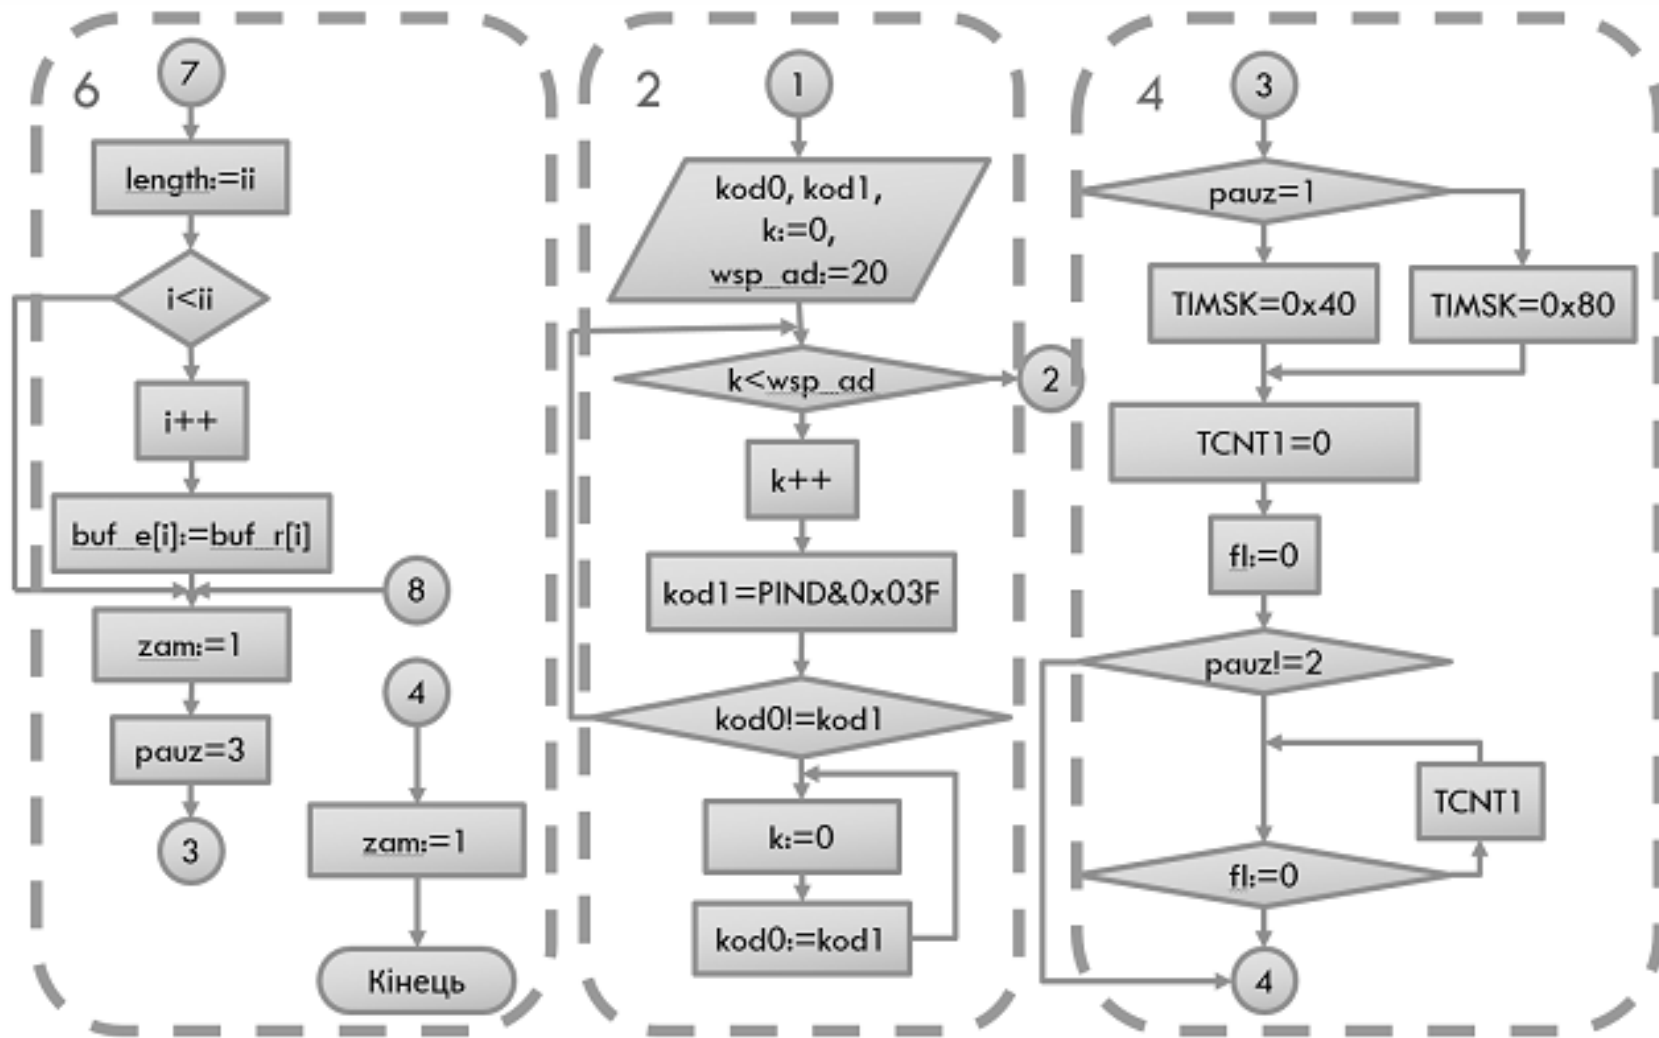 6
7
length:=ii
i<ii
i++
buf_e[i]:=buf_r[i]
8
zam:=1
pauz=3
3
4
zam:=1
Кінець
2
1
kod0, kod1,
k:=0,
wsp_ad:=20
k<wsp_ad
2
k++
kod1=PIND&0x03F
kod0!=kod1
k:=0
kod0:=kod1
4
3
pauz=1
TIMSK=0x40
TIMSK=0x80
TCNT1=0
fl:=0
pauz!=2
TCNT1
fl:=0
4